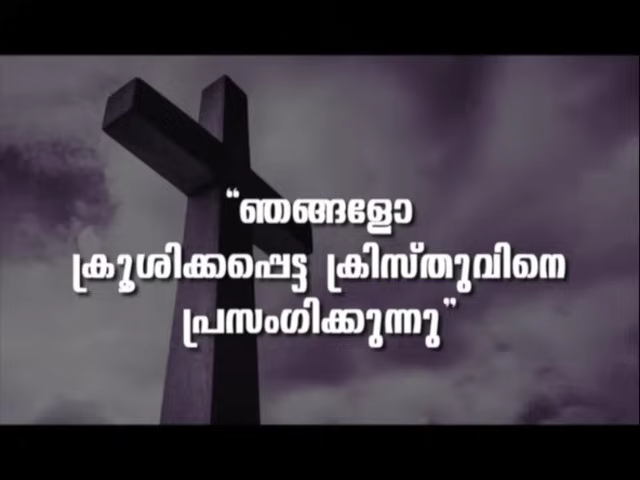 “ഞങ്ങളോ
ക്രൂശിക്കപ്പെട്ട ക്രിസ്തുവിനെ
പ്രസംഗിക്കുന്നു”